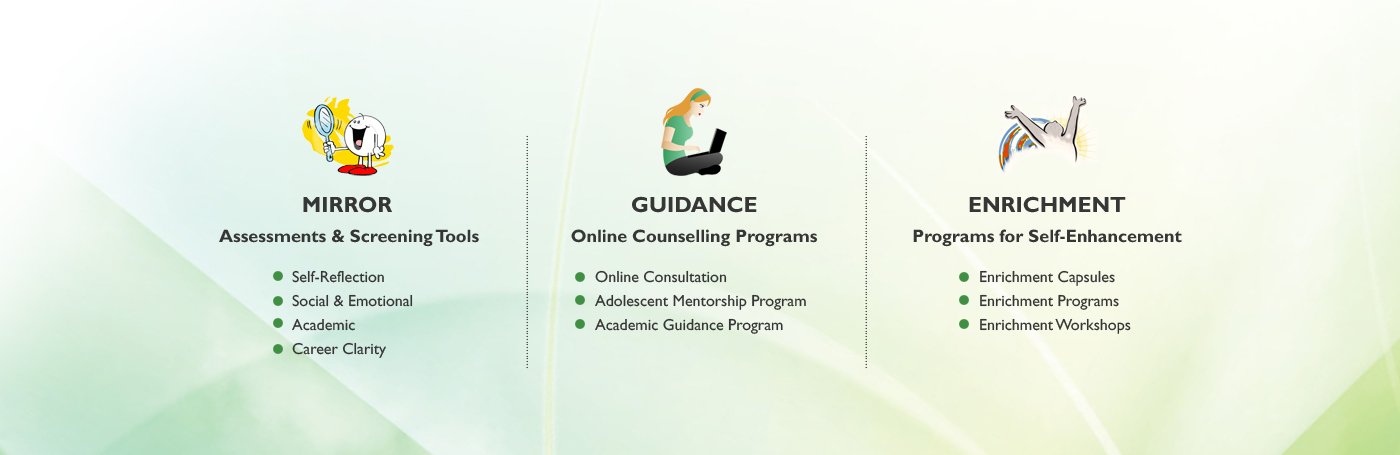 MIRROR
Assessments & Screening Tools
Self-Reflection
Social & Emotional
Academic
Career Clarity
GUIDANCE
Online Counselling Programs
Online Consultation
Adolescent Mentorship Program
Academic Guidance Program
ENRICHMENT
Programs for Self-Enhancement
Enrichment Capsules
Enrichment Programs
Enrichment Workshops